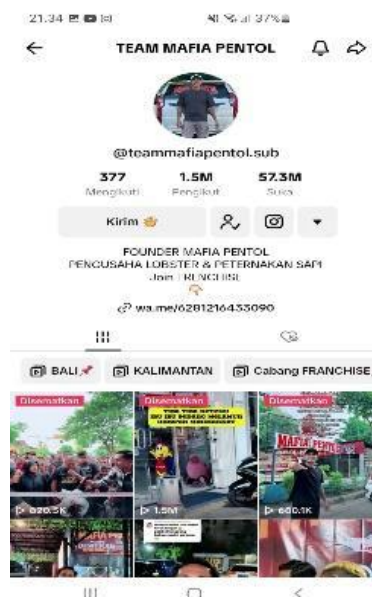 21.34
37%
TEAM MAFIA PENTOL
@teammafiapentol.sub
377 1.5M 57.3M
Mengikuti Pengikut Suka
Kirim 👋
FOUNDER MAFIA PENTOL
PENGUSAHA LOBSTER & PETERNAKAN SAPI
Join FRENCHISE
👇
wa.me/6281216433090
BALI📌 KALIMANTAN Cabang FRANCHISE
Disematkan Disematkan Disematkan
MAFIA PENTOL
1.5M